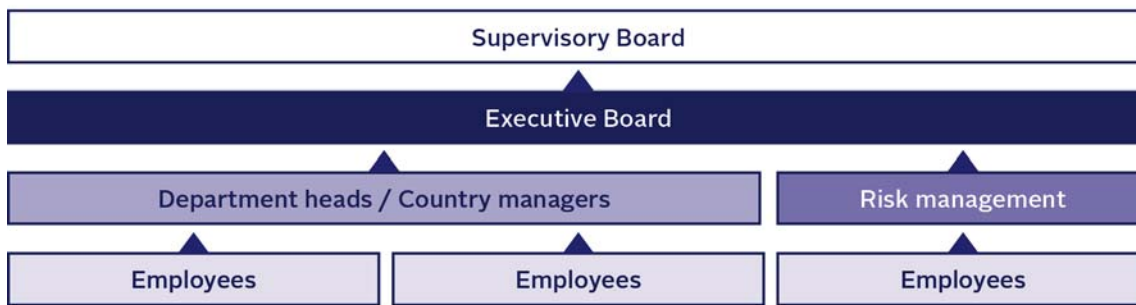 Supervisory Board
Executive Board
Department heads / Country managers
Risk management
Employees
Employees
Employees